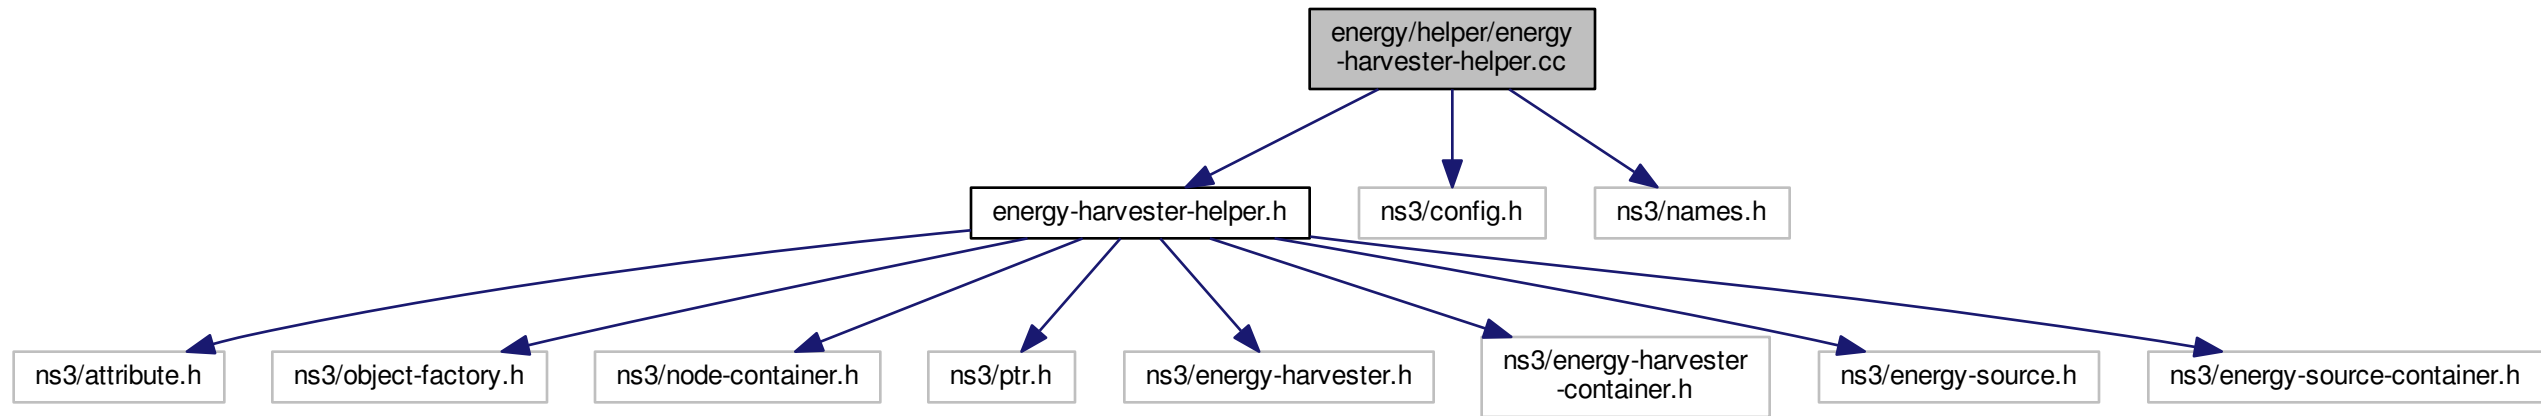 energy/helper/energy
-harvester-helper.cc
energy-harvester-helper.h
ns3/config.h
ns3/names.h
ns3/attribute.h
ns3/object-factory.h
ns3/node-container.h
ns3/ptr.h
ns3/energy-harvester.h
ns3/energy-harvester
-container.h
ns3/energy-source.h
ns3/energy-source-container.h